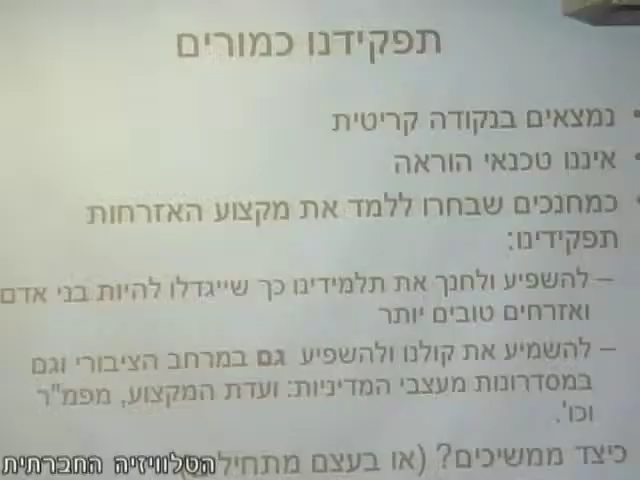 תפקידנו כמורים
• נמצאים בנקודה קריטית
• איננו טכנאי הוראה
• כמחנכים שבחרו ללמד את מקצוע האזרחות
תפקידינו:
– להשפיע ולחנך את תלמידינו כך שייגדלו להיות בני אדם
ואזרחים טובים יותר
– להשמיע את קולנו ולהשפיע גם במרחב הציבורי וגם
במסדרונות מעצבי המדיניות: ועדת המקצוע, מפמ"ר
וכו'.
כיצד ממשיכים? (או בעצם
הטלוויזיה החברתית